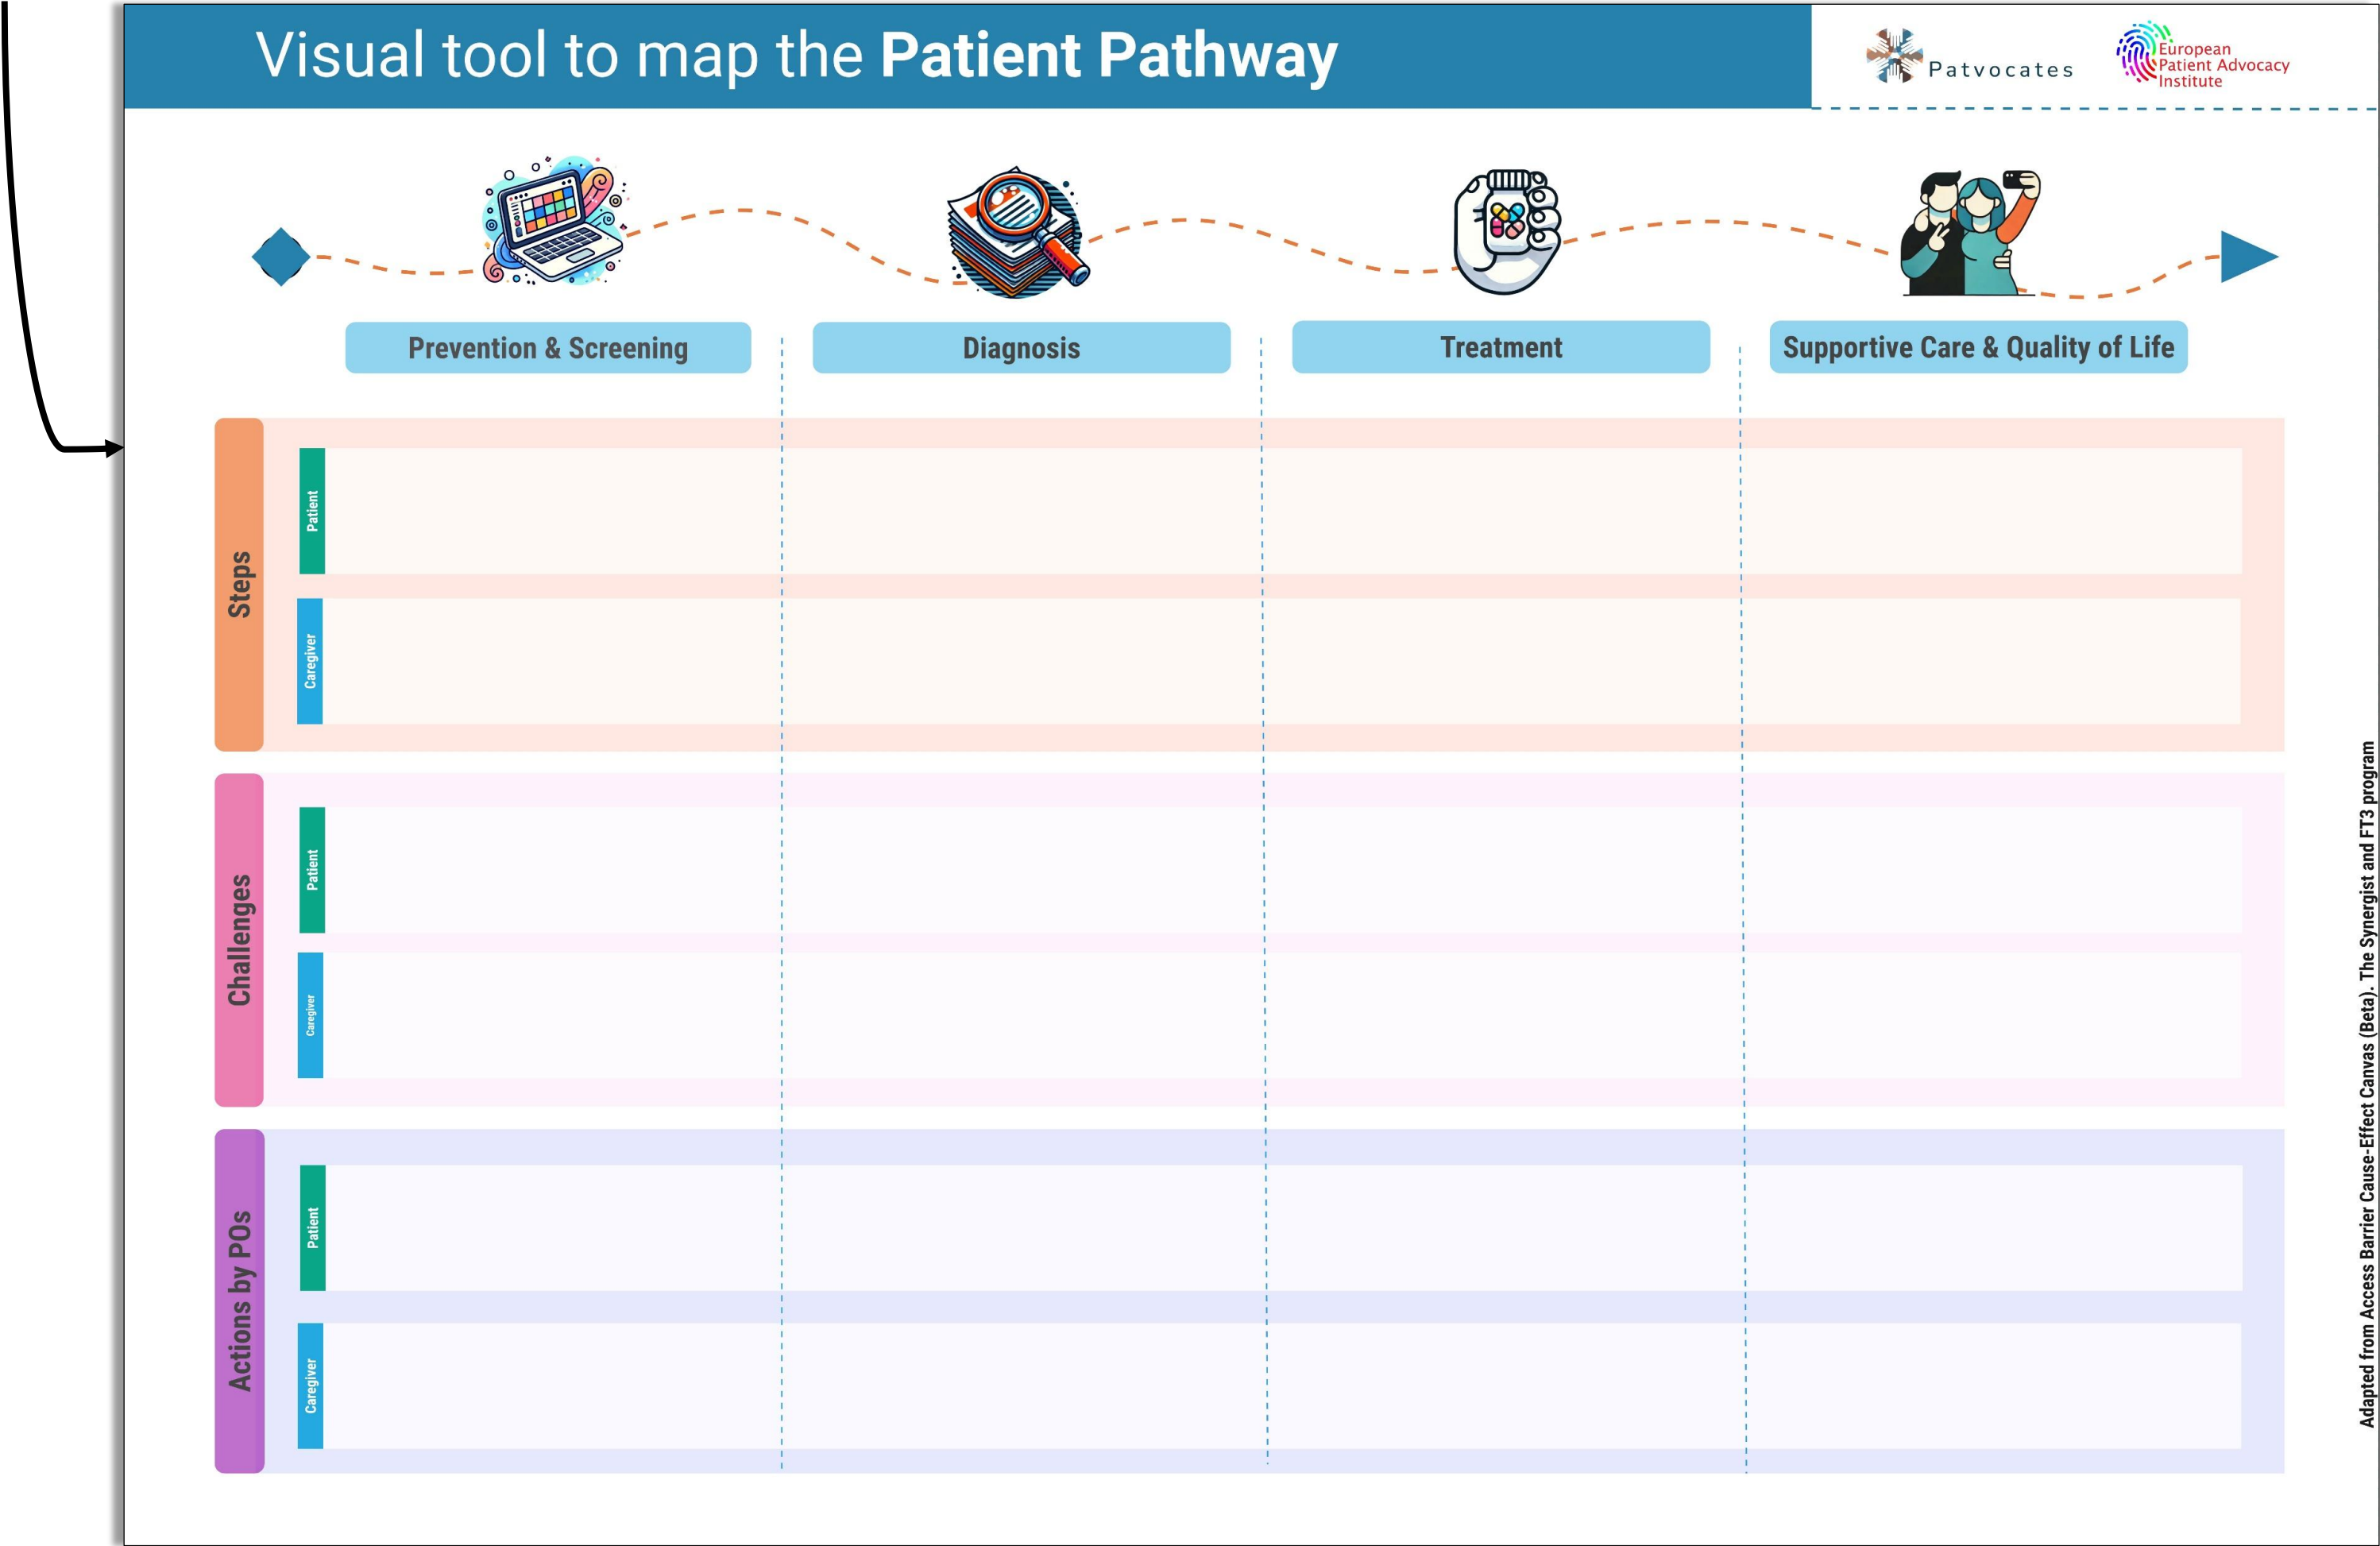 Visual tool to map the Patient Pathway
Patvocates
European
Patient Advocacy
Institute
Prevention & Screening
Diagnosis
Treatment
Supportive Care & Quality of Life
Steps
Patient
Caregiver
Challenges
Patient
Caregiver
Actions by POs
Patient
Caregiver
Adapted from Access Barrier Cause-Effect Canvas (Beta). The Synergist and FT3 program